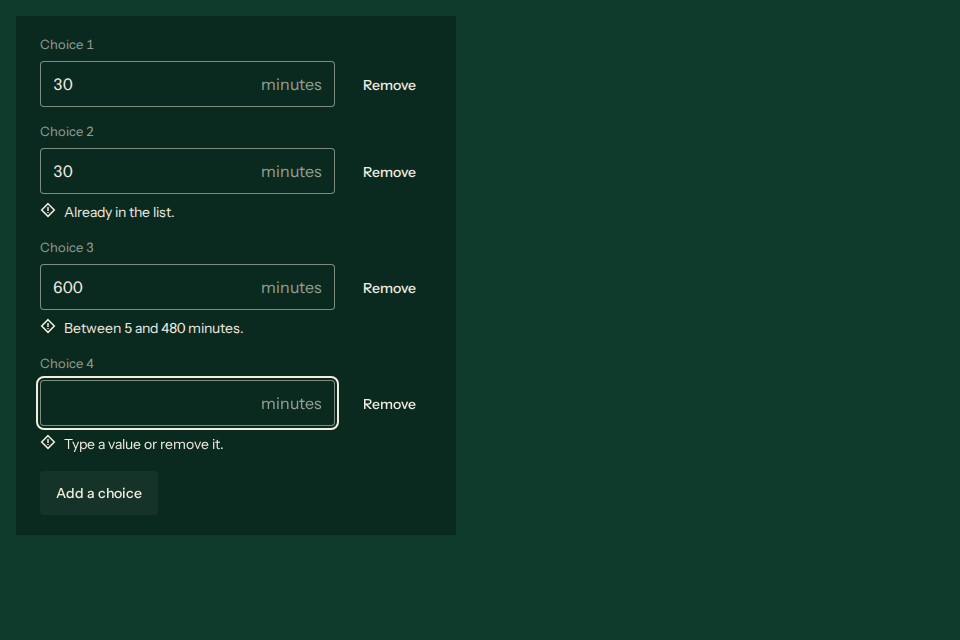 Choice 1
30 minutes Remove
Choice 2
30 minutes Remove
Already in the list.
Choice 3
600 minutes Remove
Between 5 and 480 minutes.
Choice 4
minutes Remove
Type a value or remove it.
Add a choice